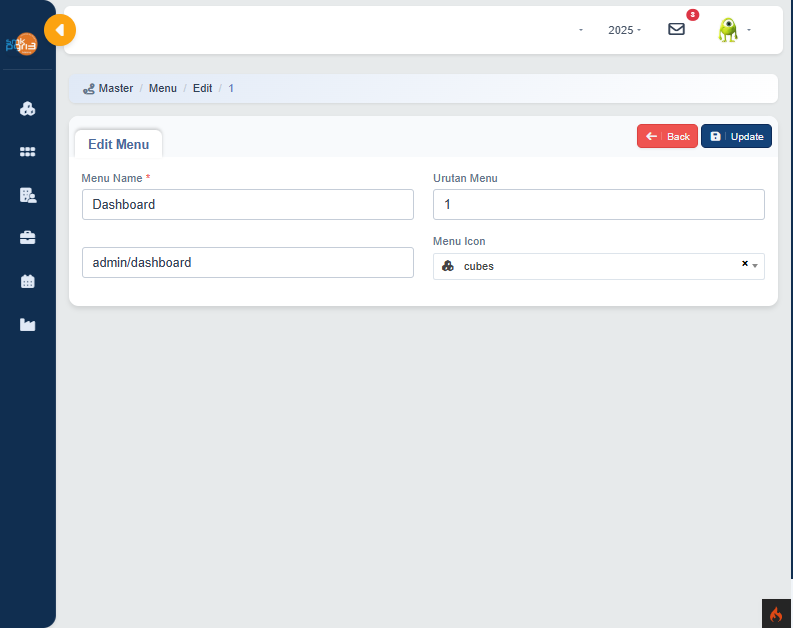 2025
3
Master / Menu / Edit / 1
Edit Menu
Back
Update
Menu Name *
Urutan Menu
Dashboard
1
Menu Icon
admin/dashboard
cubes